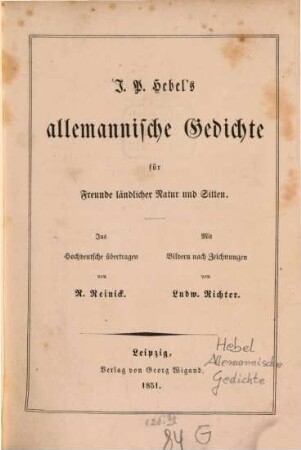 J. P. Hebel's
allemannische Gedichte
für
Freunde ländlicher Natur und Sitten.
Ins
Hochdeutsche übertragen
von
R. Reinick.
Mit
Bildern nach Zeichnungen
von
Ludw. Richter.
Leipzig,
Verlag von Georg Wigand.
1851.
Hebel
Allemannische
Gedichte
84 G